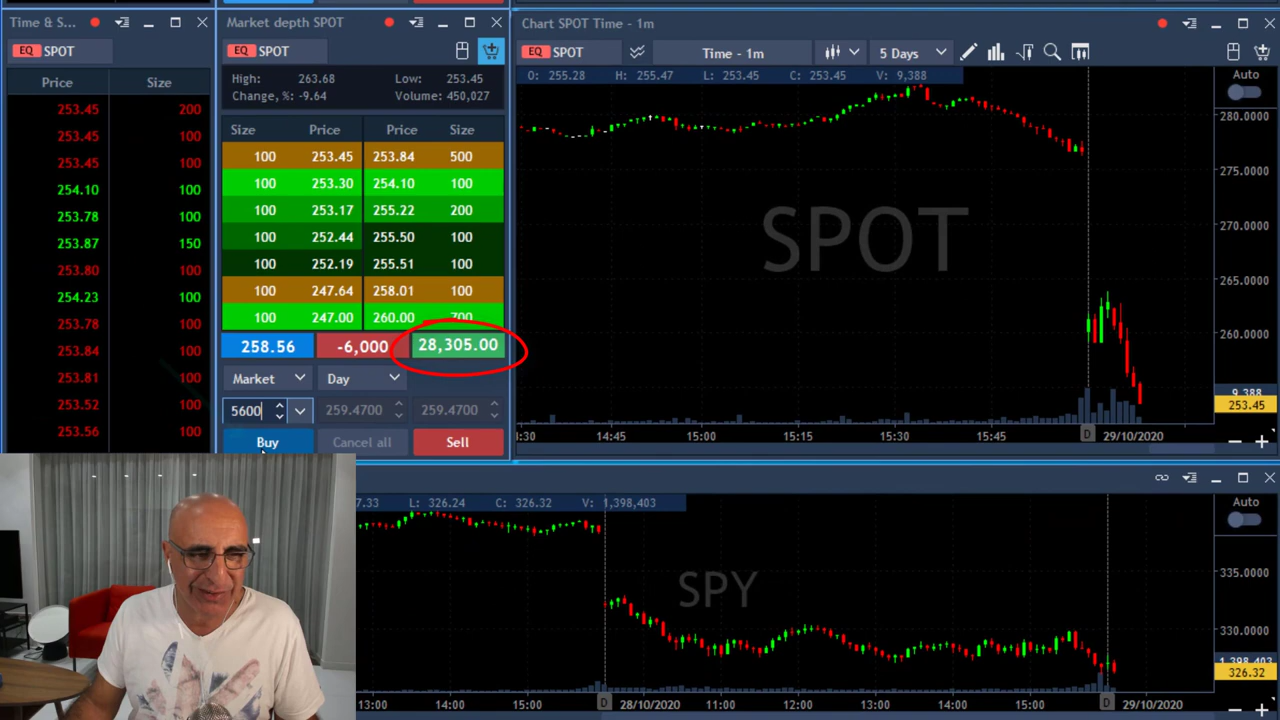 Time & S...
Price Size
EQ SPOT
253.45 200
253.45 100
253.45 100
254.10 100
253.78 100
253.87 150
253.80 100
254.23 100
253.78 100
253.84 100
253.81 100
253.52 100
253.56 100
Market depth SPOT
EQ SPOT
High: 263.68 Low: 253.45
Change, %: -9.64 Volume: 450,027
Size Price Price Size
100 253.45 253.84 500
100 253.30 254.10 100
100 253.17 255.22 200
100 252.44 255.50 100
100 252.19 255.51 100
100 247.64 258.01 100
100 247.00 260.00 700
258.56 -6,000 28,305.00
Market Day
5600 259.4700 259.4700
Buy Cancel all Sell
Chart SPOT Time - 1m
EQ SPOT Time - 1m 5 Days
O: 255.28 H: 255.47 L: 253.45 C: 253.45 V: 9,388
Auto
SPOT
280.0000
275.0000
270.0000
265.0000
260.0000
9,388
253.45
14:45 15:00 15:15 15:30 15:45 D 29/10/2020
7.33 L: 326.24 C: 326.32 V: 1,398,403
Auto
SPY
335.0000
330.0000
1,398,403
326.32
13:00 14:00 15:00 D 28/10/2020 11:00 12:00 13:00 14:00 15:00 D 29/10/2020